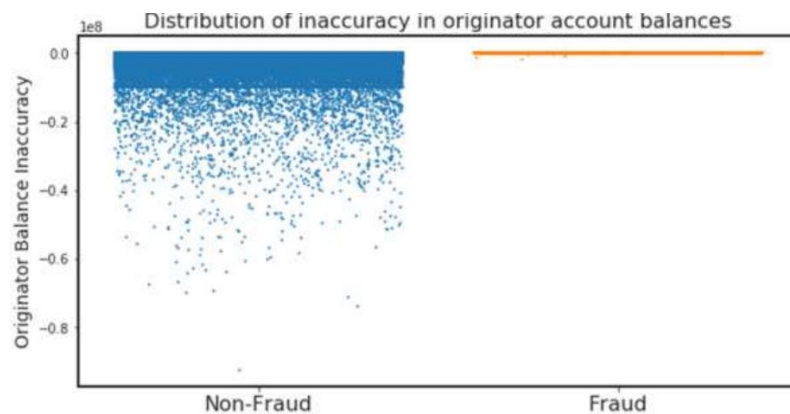 Distribution of inaccuracy in originator account balances
1e8
0.0
−0.2
−0.4
−0.6
−0.8
Originator Balance Inaccuracy
Non-Fraud
Fraud